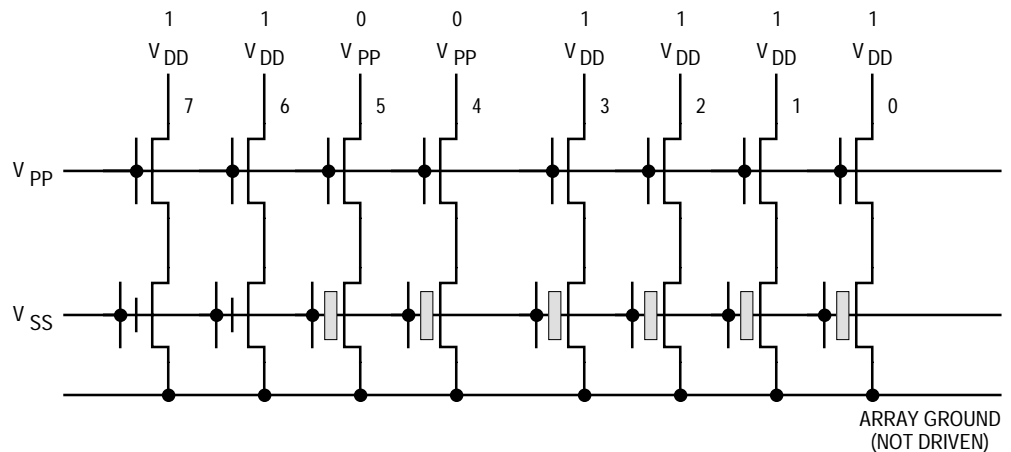 1 1 0 0 1 1 1 1
V DD V DD V PP V PP V DD V DD V DD V DD
7 6 5 4 3 2 1 0
V PP
V SS
ARRAY GROUND
(NOT DRIVEN)